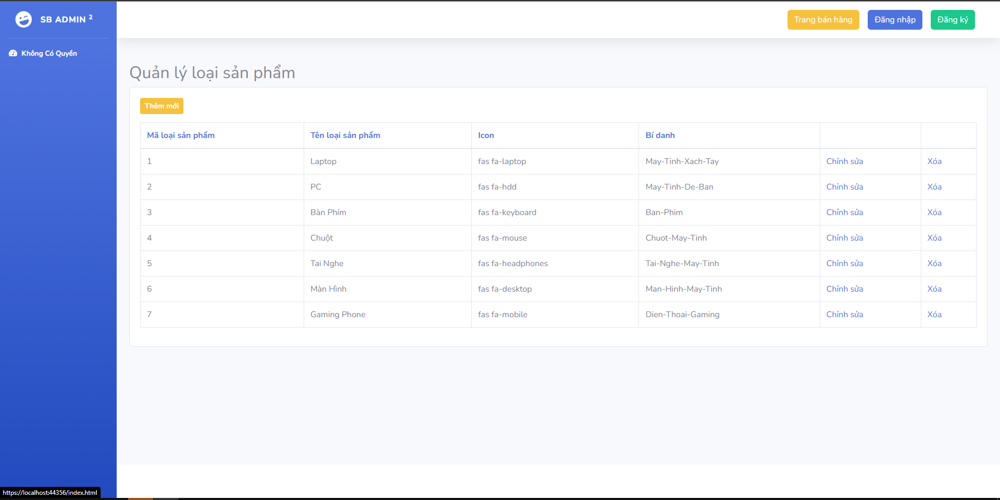 SB ADMIN 2
Trang bán hàng Đăng nhập Đăng ký
Không Có Quyền
Quản lý loại sản phẩm
Thêm mới
Mã loại sản phẩm Tên loại sản phẩm Icon Bí danh
1 Laptop fas fa-laptop May-Tinh-Xach-Tay Chỉnh sửa Xóa
2 PC fas fa-hdd May-Tinh-De-Ban Chỉnh sửa Xóa
3 Bàn Phím fas fa-keyboard Ban-Phim Chỉnh sửa Xóa
4 Chuột fas fa-mouse Chuot-May-Tinh Chỉnh sửa Xóa
5 Tai Nghe fas fa-headphones Tai-Nghe-May-Tinh Chỉnh sửa Xóa
6 Màn Hình fas fa-desktop Man-Hinh-May-Tinh Chỉnh sửa Xóa
7 Gaming Phone fas fa-mobile Dien-Thoai-Gaming Chỉnh sửa Xóa
https://localhost:44356/index.html